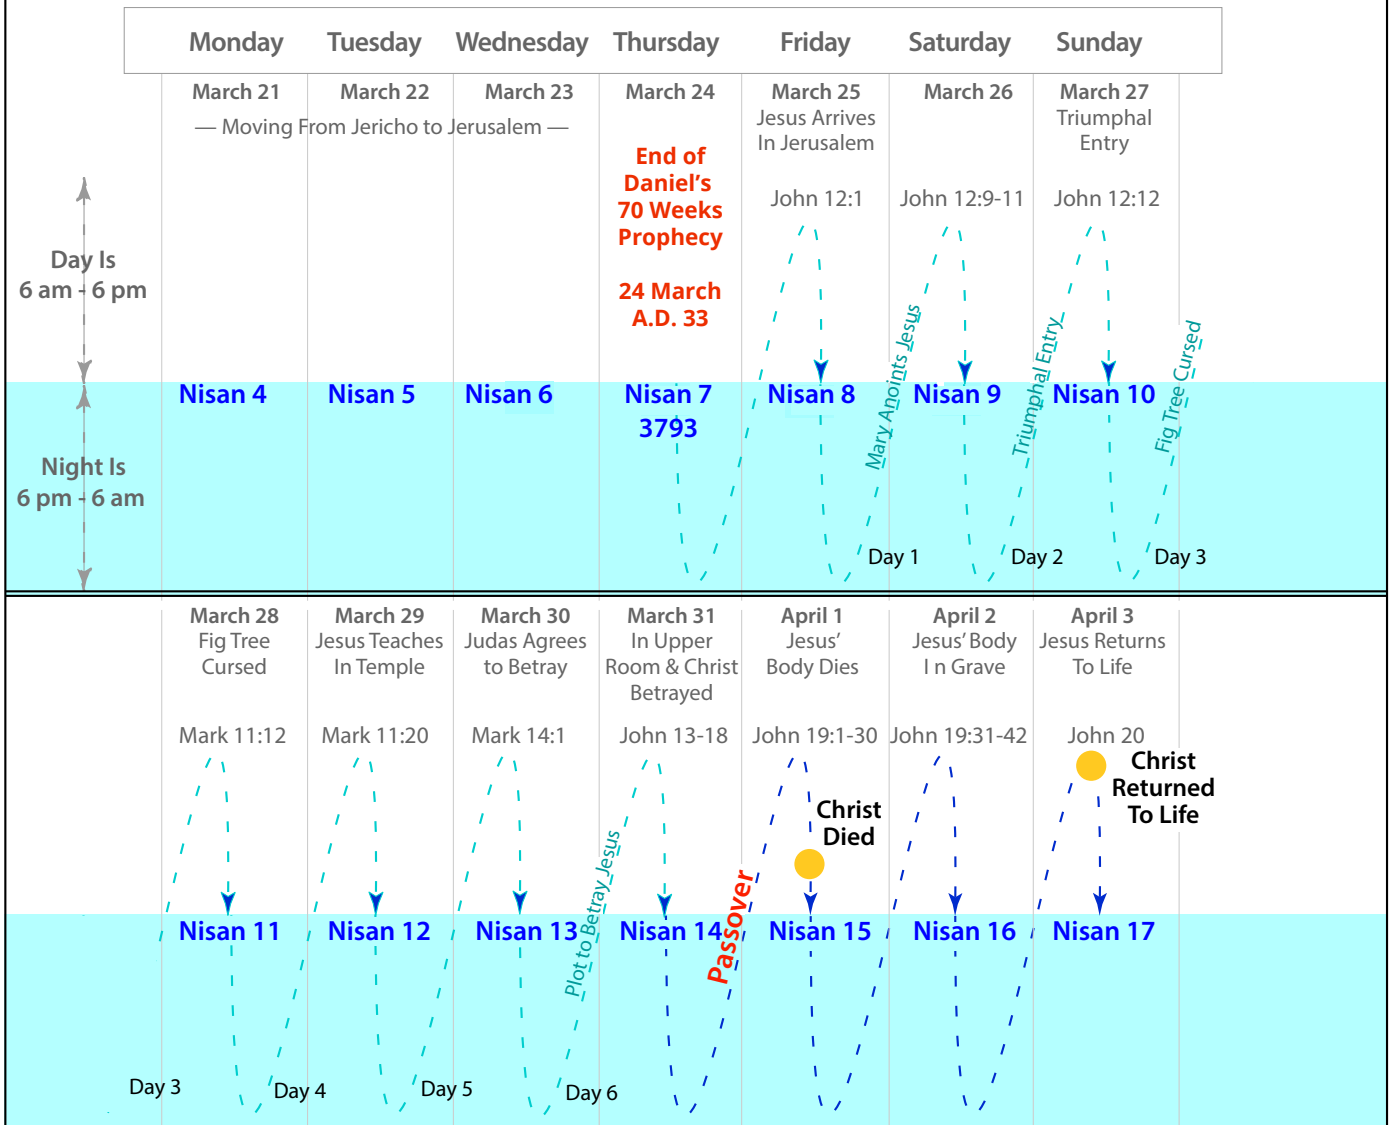 Monday Tuesday Wednesday Thursday Friday Saturday Sunday
March 21 March 22 March 23 March 24 March 25 March 26 March 27
— Moving From Jericho to Jerusalem —
Jesus Arrives
In Jerusalem
Triumphal
Entry
End of
Daniel's
70 Weeks
Prophecy
24 March
A.D. 33
John 12:1 John 12:9-11 John 12:12
Day Is
6 am - 6 pm
Mary Anoints Jesus
Triumphal Entry
Fig Tree Cursed
Nisan 4 Nisan 5 Nisan 6 Nisan 7 Nisan 8 Nisan 9 Nisan 10
3793
Night Is
6 pm - 6 am
Day 1 Day 2 Day 3
March 28 March 29 March 30 March 31 April 1 April 2 April 3
Fig Tree
Cursed
Jesus Teaches
In Temple
Judas Agrees
to Betray
In Upper
Room & Christ
Betrayed
Jesus'
Body Dies
Jesus' Body
I n Grave
Jesus Returns
To Life
Mark 11:12 Mark 11:20 Mark 14:1 John 13-18 John 19:1-30 John 19:31-42 John 20
Christ
Returned
To Life
Christ
Died
Plot to Betray Jesus
Passover
Nisan 11 Nisan 12 Nisan 13 Nisan 14 Nisan 15 Nisan 16 Nisan 17
Day 3 Day 4 Day 5 Day 6